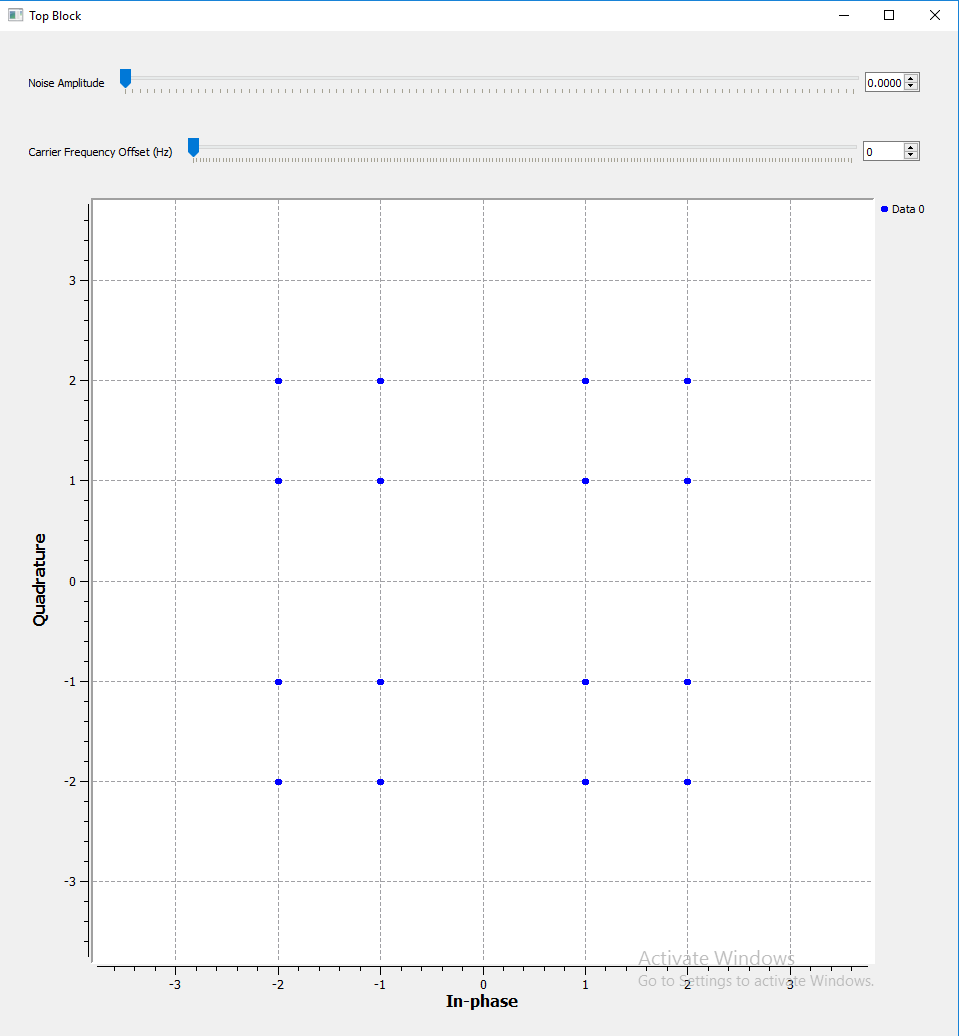 Top Block
Noise Amplitude
0.0000
Carrier Frequency Offset (Hz)
0
Data 0
3
2
1
0
-1
-2
-3
Quadrature
-3
-2
-1
0
1
2
3
In-phase
Activate Windows
Go to Settings to activate Windows.